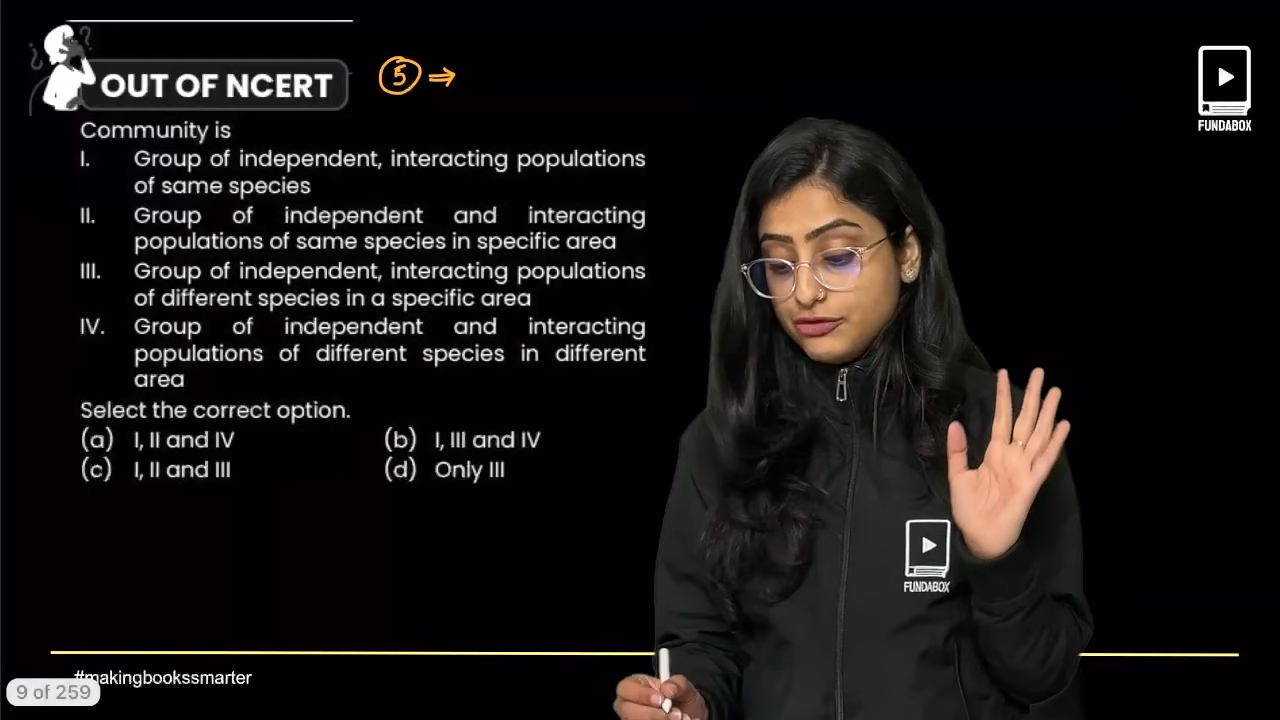 OUT OF NCERT
5 ⇒
FUNDABOX
Community is
I. Group of independent, interacting populations
of same species
II. Group of independent and interacting
populations of same species in specific area
III. Group of independent, interacting populations
of different species in a specific area
IV. Group of independent and interacting
populations of different species in different
area
Select the correct option.
(a) I, II and IV (b) I, III and IV
(c) I, II and III (d) Only III
FUNDABOX
#makingbookssmarter
9 of 259